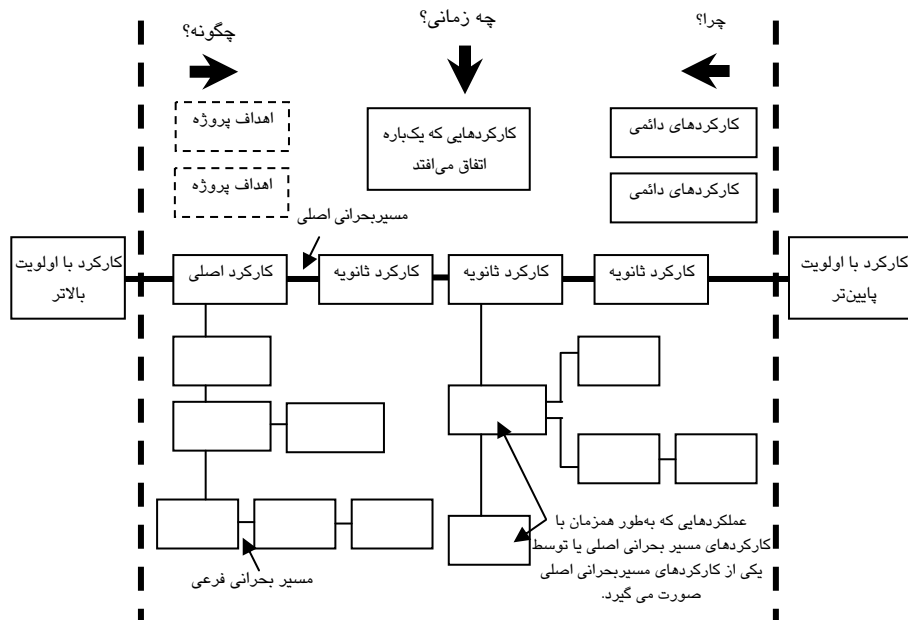 چگونه؟
چه زمانی؟
چرا؟
اهداف پروژه
اهداف پروژه
کارکردهایی که یک‌باره
اتفاق می‌افتد
کارکردهای دائمی
کارکردهای دائمی
مسیربحرانی اصلی
کارکرد با اولویت
بالاتر
کارکرد اصلی
کارکرد ثانویه
کارکرد ثانویه
کارکرد ثانویه
کارکرد با اولویت
پایین‌تر
عملکردهایی که به‌طور همزمان با
کارکردهای مسیر بحرانی اصلی یا توسط
یکی از کارکردهای مسیربحرانی اصلی
صورت می گیرد.
مسیر بحرانی فرعی